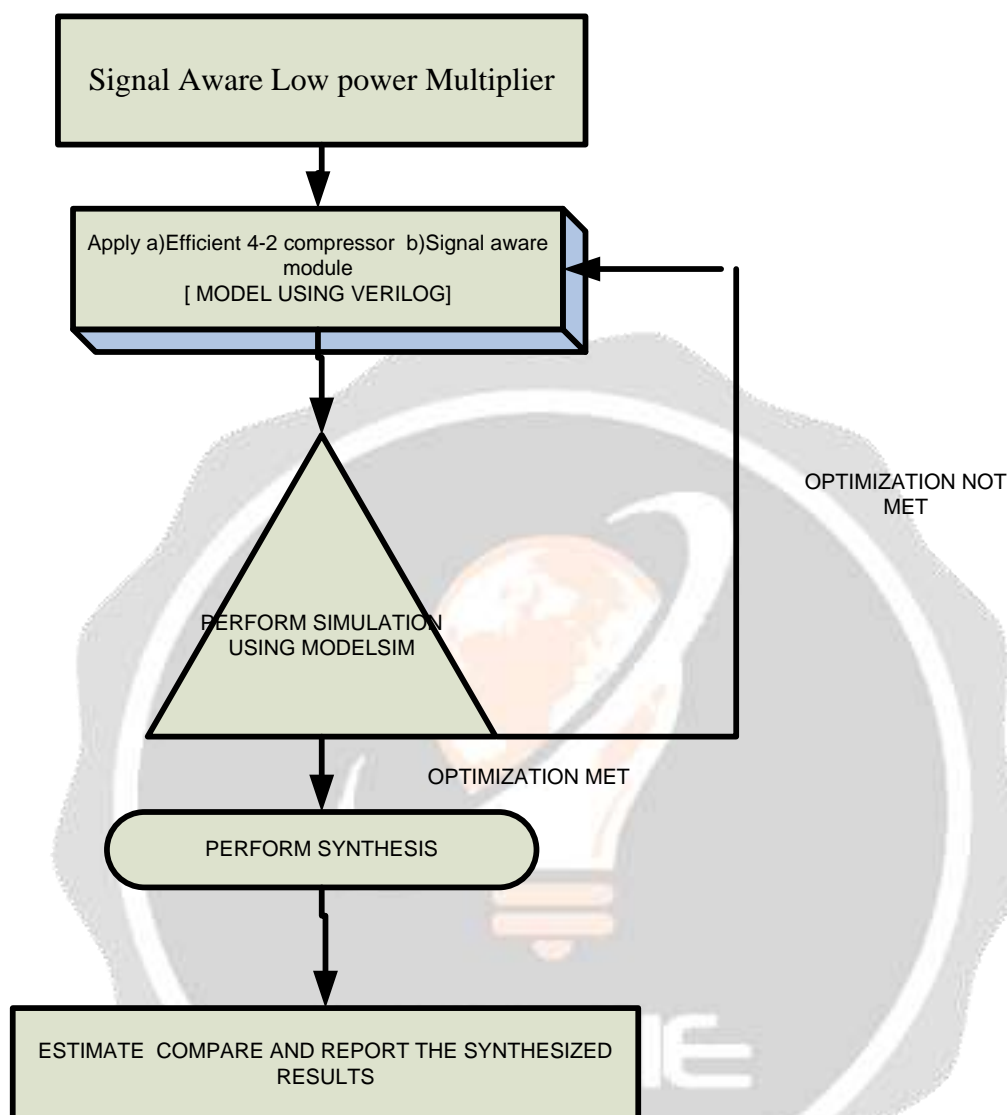 Signal Aware Low power Multiplier
Apply a)Efficient 4-2 compressor b)Signal aware
module
[ MODEL USING VERILOG]
OPTIMIZATION NOT
MET
PERFORM SIMULATION
USING MODELSIM
OPTIMIZATION MET
PERFORM SYNTHESIS
ESTIMATE COMPARE AND REPORT THE SYNTHESIZED
RESULTS